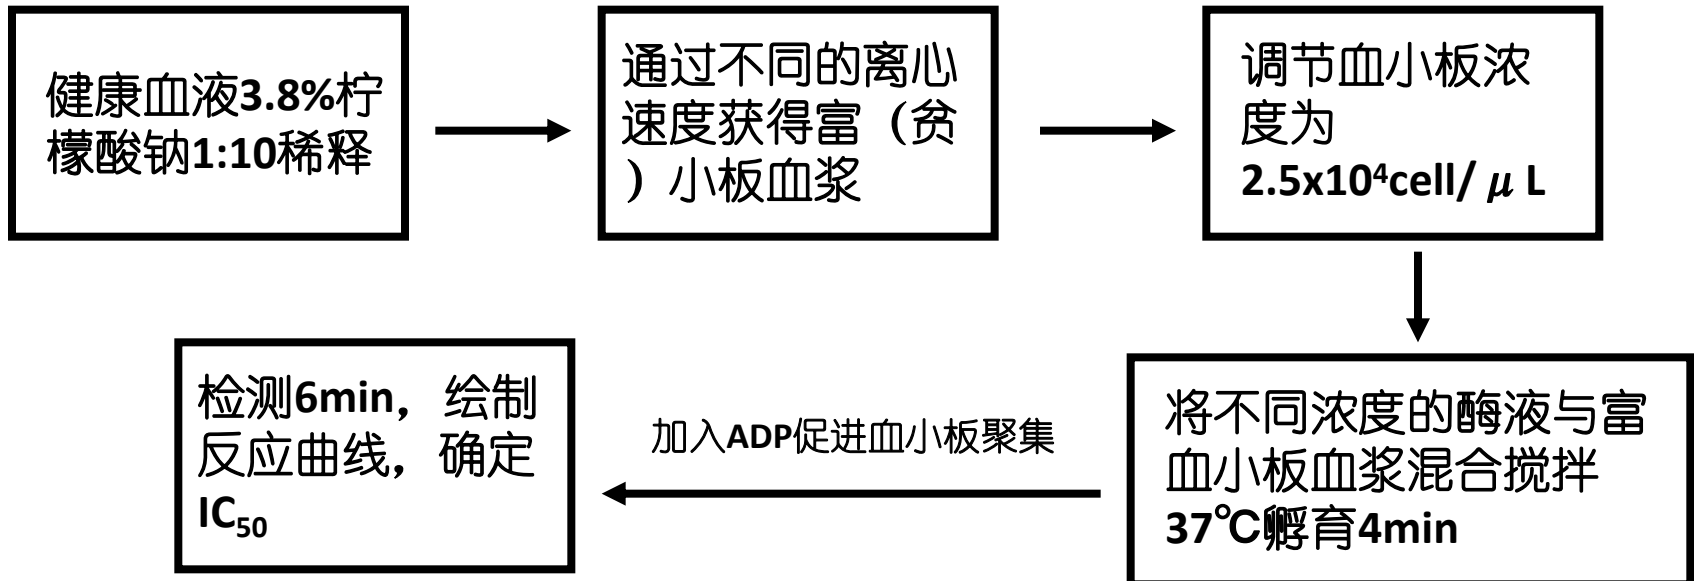 健康血液3.8%柠
檬酸钠1:10稀释
通过不同的离心
速度获得富（贫
）小板血浆
调节血小板浓
度为
2.5x10⁴cell/ μ L
将不同浓度的酶液与富
血小板血浆混合搅拌
37℃孵育4min
加入ADP促进血小板聚集
检测6min，绘制
反应曲线，确定
IC₅₀